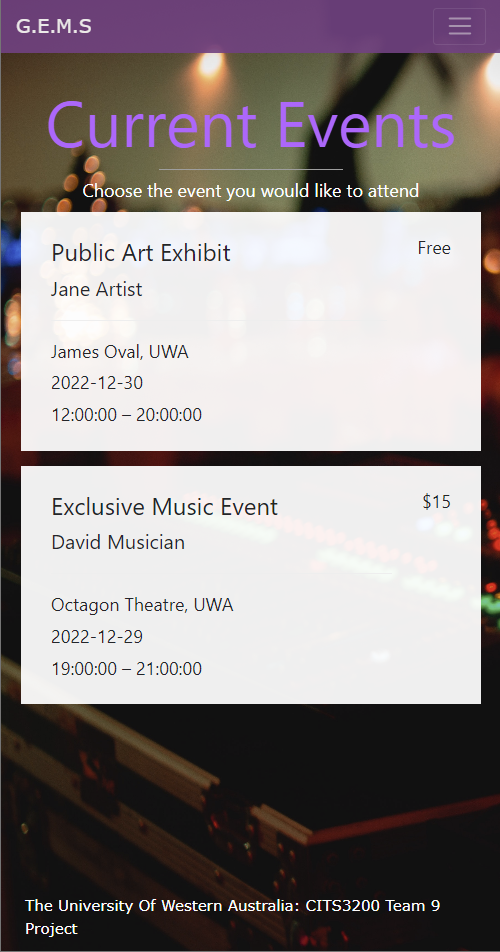 G.E.M.S
Current Events
Choose the event you would like to attend
Public Art Exhibit
Free
Jane Artist
James Oval, UWA
2022-12-30
12:00:00 – 20:00:00
Exclusive Music Event
$15
David Musician
Octagon Theatre, UWA
2022-12-29
19:00:00 – 21:00:00
The University Of Western Australia: CITS3200 Team 9
Project